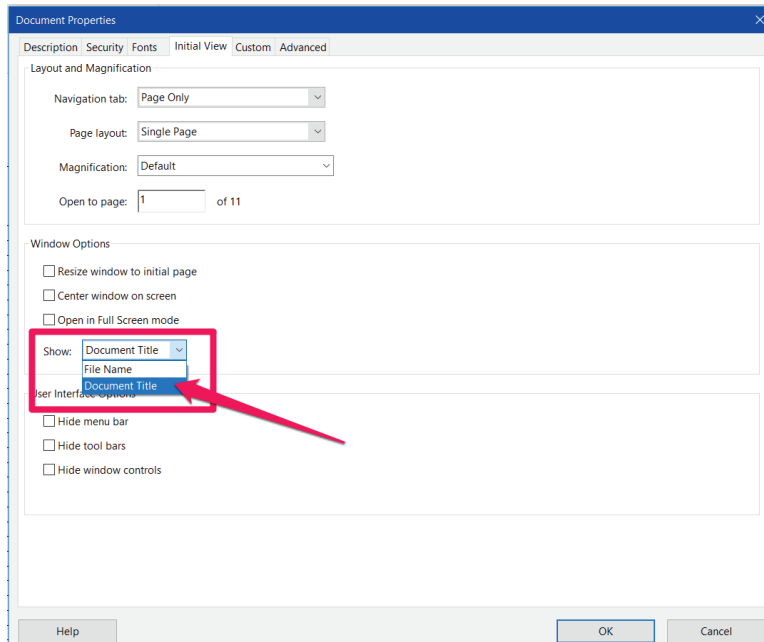 Document Properties
Description Security Fonts Initial View Custom Advanced
Layout and Magnification
Navigation tab: Page Only
Page layout: Single Page
Magnification: Default
Open to page: 1 of 11
Window Options
Resize window to initial page
Center window on screen
Open in Full Screen mode
Show: Document Title
File Name
Document Title
User Interface Options
Hide menu bar
Hide tool bars
Hide window controls
Help OK Cancel